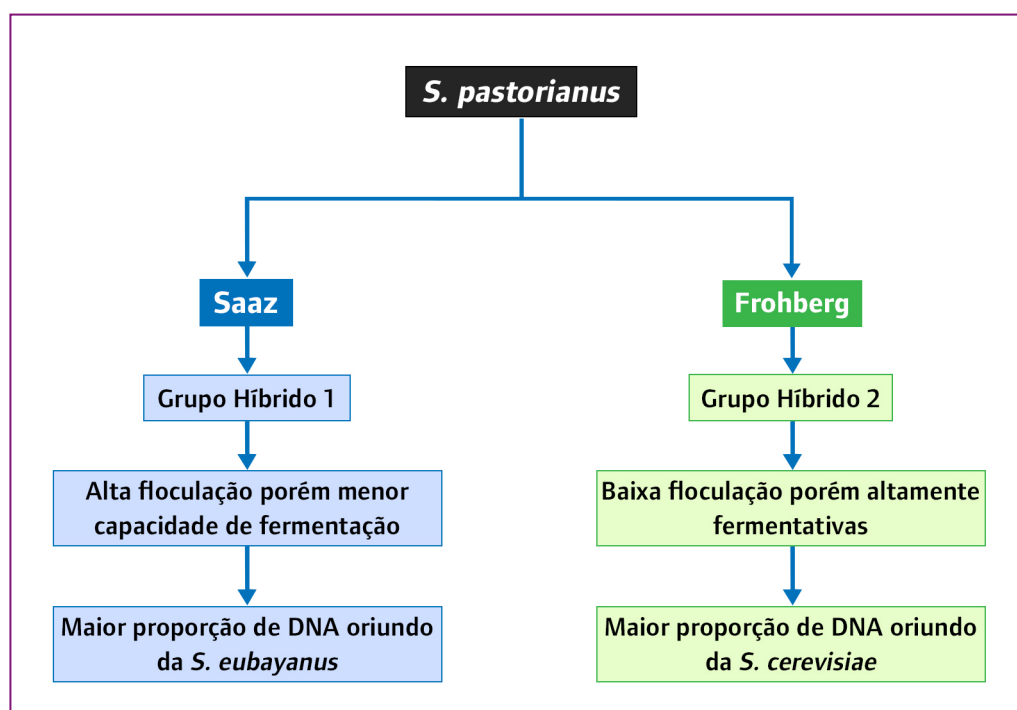 S. pastorianus
Saaz
Frohberg
Grupo Híbrido 1
Grupo Híbrido 2
Alta floculação porém menor
capacidade de fermentação
Baixa floculação porém altamente
fermentativas
Maior proporção de DNA oriundo
da S. eubayanus
Maior proporção de DNA oriundo
da S. cerevisiae